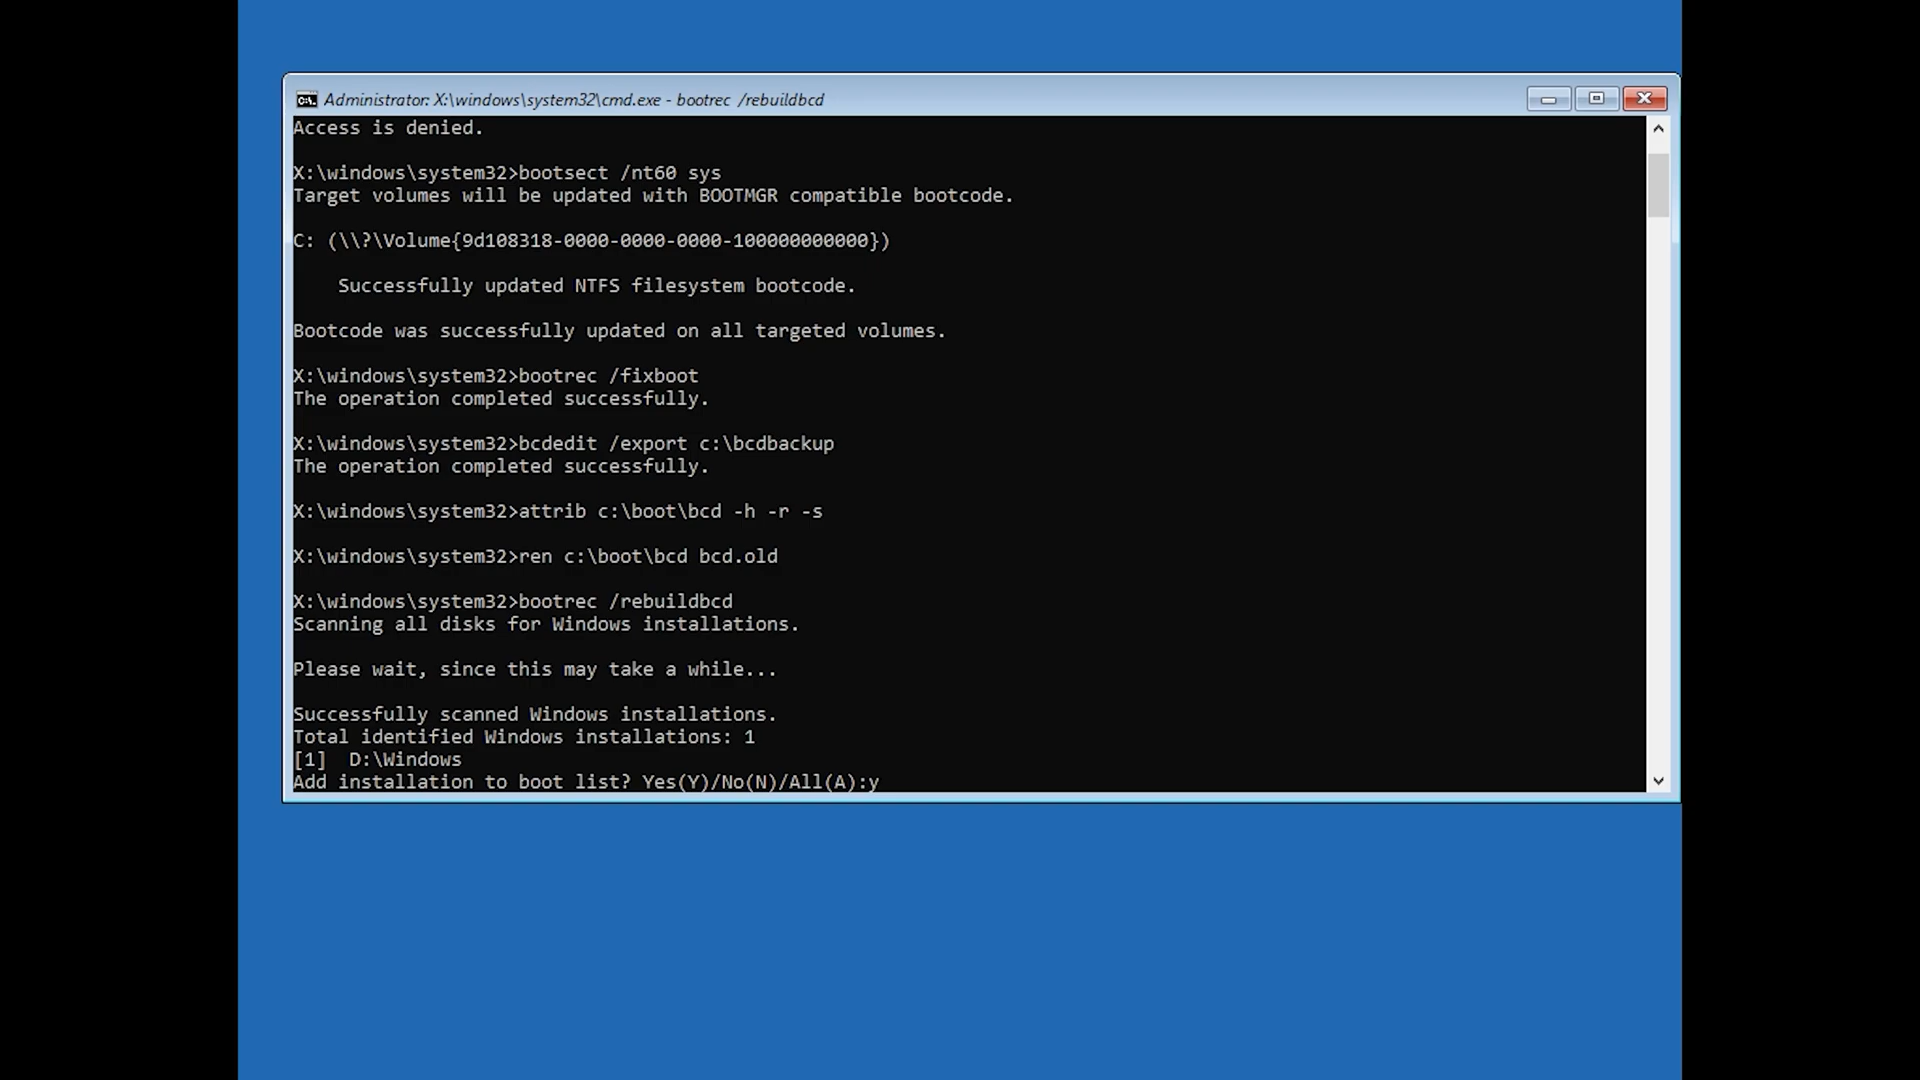 Administrator: X:\windows\system32\cmd.exe - bootrec /rebuildbcd
Access is denied.
X:\windows\system32>bootsect /nt60 sys
Target volumes will be updated with BOOTMGR compatible bootcode.
C: (\\?\Volume{9d108318-0000-0000-0000-100000000000})
Successfully updated NTFS filesystem bootcode.
Bootcode was successfully updated on all targeted volumes.
X:\windows\system32>bootrec /fixboot
The operation completed successfully.
X:\windows\system32>bcdedit /export c:\bcdbackup
The operation completed successfully.
X:\windows\system32>attrib c:\boot\bcd -h -r -s
X:\windows\system32>ren c:\boot\bcd bcd.old
X:\windows\system32>bootrec /rebuildbcd
Scanning all disks for Windows installations.
Please wait, since this may take a while...
Successfully scanned Windows installations.
Total identified Windows installations: 1
[1]  D:\Windows
Add installation to boot list? Yes(Y)/No(N)/All(A):y